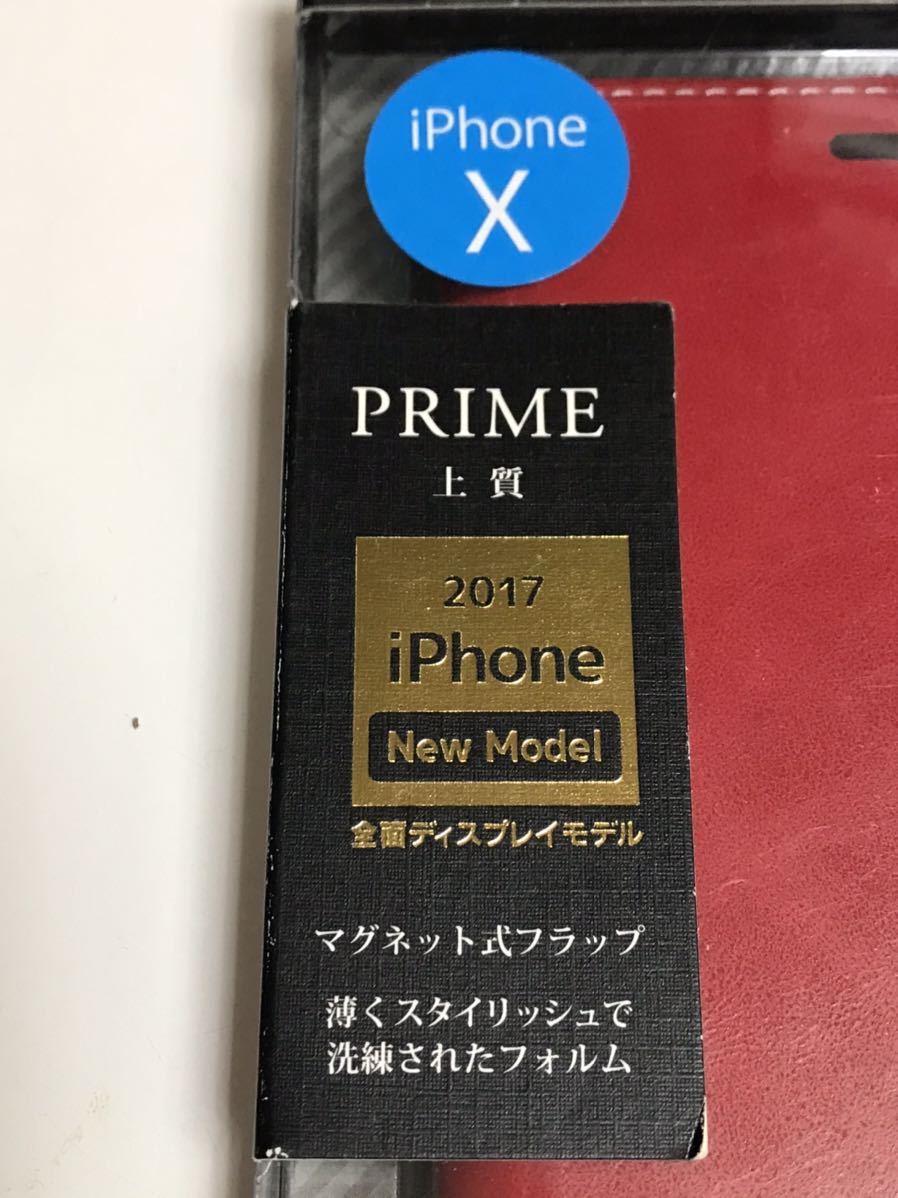 iPhone
X
PRIME
上質
2017
iPhone
New Model
全面ディスプレイモデル
マグネット式フラップ
薄くスタイリッシュで
洗練されたフォルム